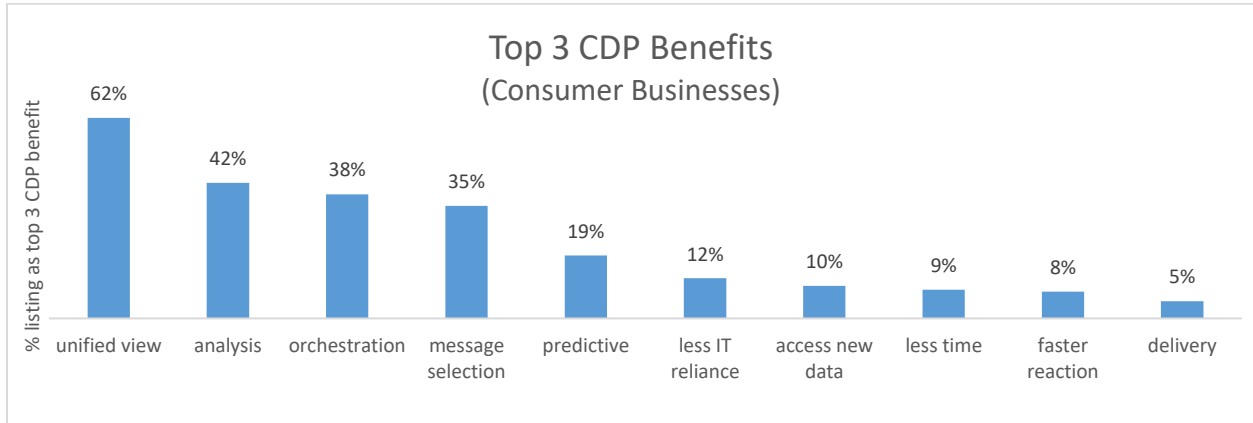 Top 3 CDP Benefits
(Consumer Businesses)
% listing as top 3 CDP benefit
62%
42%
38%
35%
19%
12%
10%
9%
8%
5%
unified view
analysis
orchestration
message
selection
predictive
less IT
reliance
access new
data
less time
faster
reaction
delivery